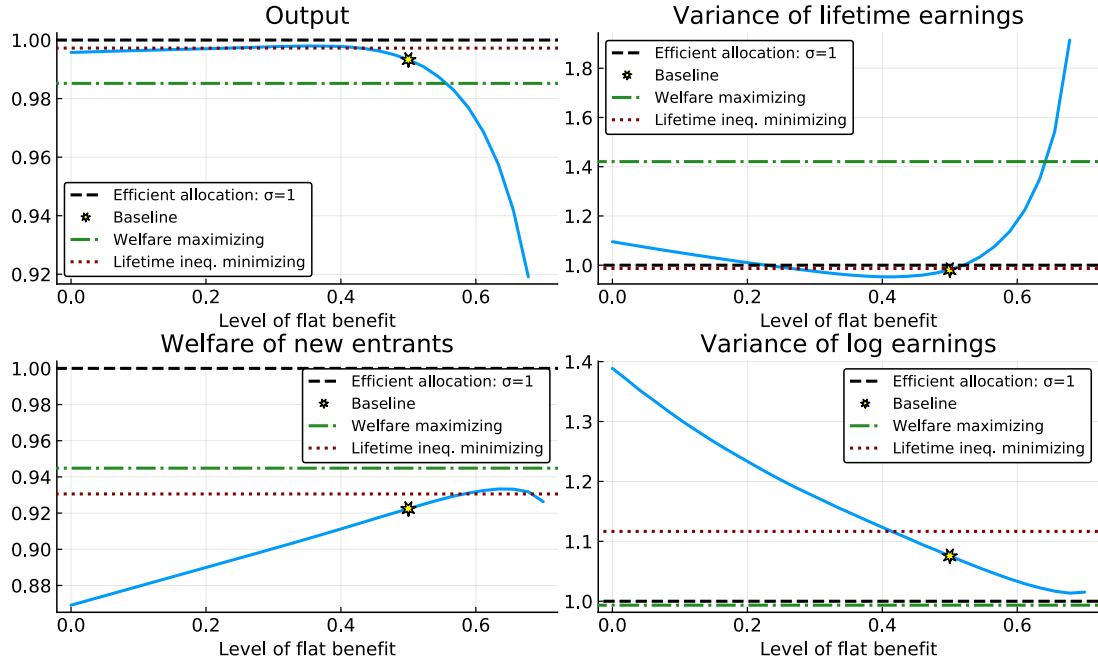 Output
1.00
0.98
0.96
0.94
0.92
Efficient allocation: σ=1
Baseline
Welfare maximizing
Lifetime ineq. minimizing
0.0
0.2
0.4
0.6
Level of flat benefit
Variance of lifetime earnings
1.8
1.6
1.4
1.2
1.0
Efficient allocation: σ=1
Baseline
Welfare maximizing
Lifetime ineq. minimizing
0.0
0.2
0.4
0.6
Level of flat benefit
Welfare of new entrants
1.00
0.98
0.96
0.94
0.92
0.90
0.88
Efficient allocation: σ=1
Baseline
Welfare maximizing
Lifetime ineq. minimizing
0.0
0.2
0.4
0.6
Level of flat benefit
Variance of log earnings
1.4
1.3
1.2
1.1
1.0
Efficient allocation: σ=1
Baseline
Welfare maximizing
Lifetime ineq. minimizing
0.0
0.2
0.4
0.6
Level of flat benefit